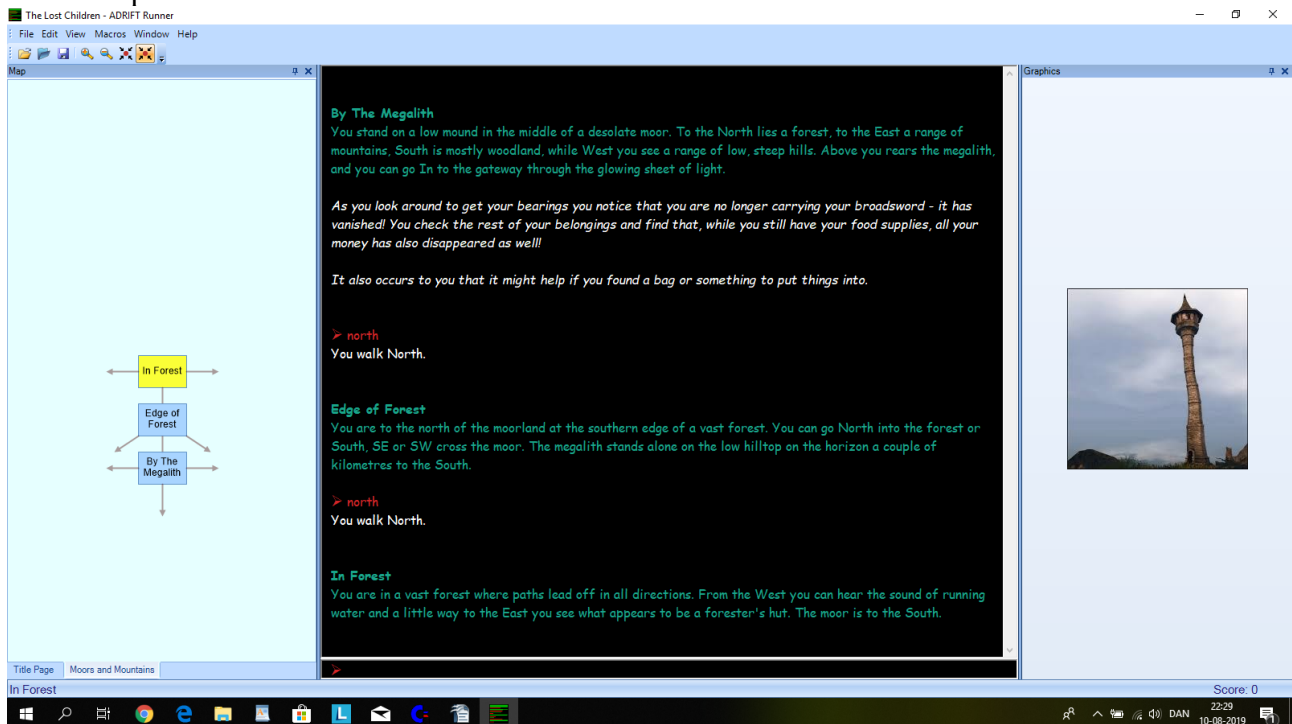 The Lost Children - ADRIFT Runner
File Edit View Macros Window Help
Map
Graphics
By The Megalith
You stand on a low mound in the middle of a desolate moor. To the North lies a forest, to the East a range of
mountains, South is mostly woodland, while West you see a range of low, steep hills. Above you rears the megalith,
and you can go In to the gateway through the glowing sheet of light.
As you look around to get your bearings you notice that you are no longer carrying your broadsword - it has
vanished! You check the rest of your belongings and find that, while you still have your food supplies, all your
money has also disappeared as well!
It also occurs to you that it might help if you found a bag or something to put things into.
➢ north
You walk North.
Edge of Forest
You are to the north of the moorland at the southern edge of a vast forest. You can go North into the forest or
South, SE or SW cross the moor. The megalith stands alone on the low hilltop on the horizon a couple of
kilometres to the South.
➢ north
You walk North.
In Forest
You are in a vast forest where paths lead off in all directions. From the West you can hear the sound of running
water and a little way to the East you see what appears to be a forester's hut. The moor is to the South.
➢
In Forest
Edge of
Forest
By The
Megalith
Title Page
Moors and Mountains
In Forest
Score: 0
L
DAN
22:29
10-08-2019